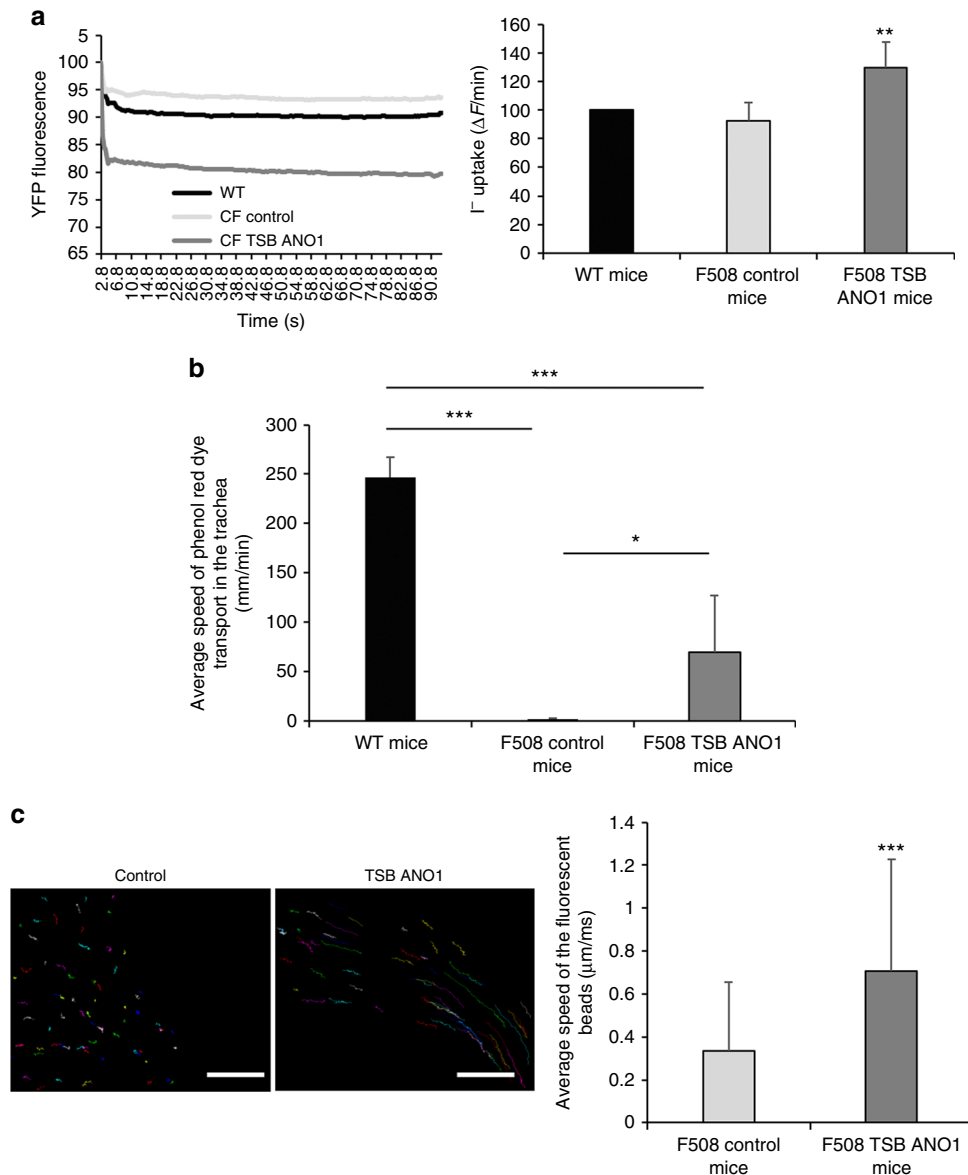 a
5
100
95
90
85
80
75
70
65
YFP fluorescence
WT
CF control
CF TSB ANO1
2.8
6.8
10.8
14.8
18.8
22.8
26.8
30.8
34.8
38.8
42.8
46.8
50.8
54.8
58.8
62.8
66.8
70.8
74.8
78.8
82.8
86.8
90.8
Time (s)
160
140
120
100
80
60
40
20
0
I⁻ uptake (ΔF/min)
**
WT mice
F508 control
mice
F508 TSB
ANO1 mice
b
***
***
*
300
250
200
150
100
50
0
Average speed of phenol red dye
transport in the trachea
(mm/min)
WT mice
F508 control
mice
F508 TSB ANO1
mice
c
Control
TSB ANO1
1.4
1.2
1
0.8
0.6
0.4
0.2
0
Average speed of the fluorescent
beads (μm/ms)
***
F508 control
mice
F508 TSB ANO1
mice